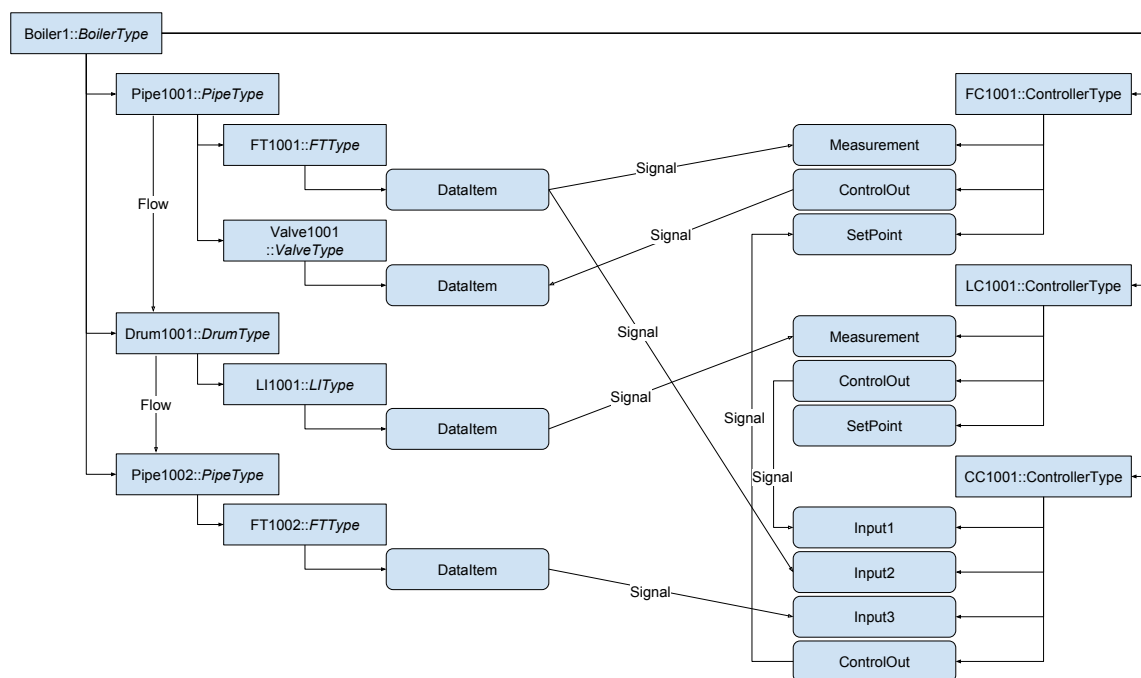 Boiler1::BoilerType
Pipe1001::PipeType
FC1001::ControllerType
FT1001::FTType
Measurement
Signal
DataItem
ControlOut
Flow
Valve1001
::ValveType
Signal
SetPoint
DataItem
LC1001::ControllerType
Drum1001::DrumType
Signal
Measurement
LI1001::LIType
ControlOut
Signal
Flow
DataItem
Signal
SetPoint
Pipe1002::PipeType
Signal
CC1001::ControllerType
FT1002::FTType
Input1
DataItem
Input2
Signal
Input3
ControlOut